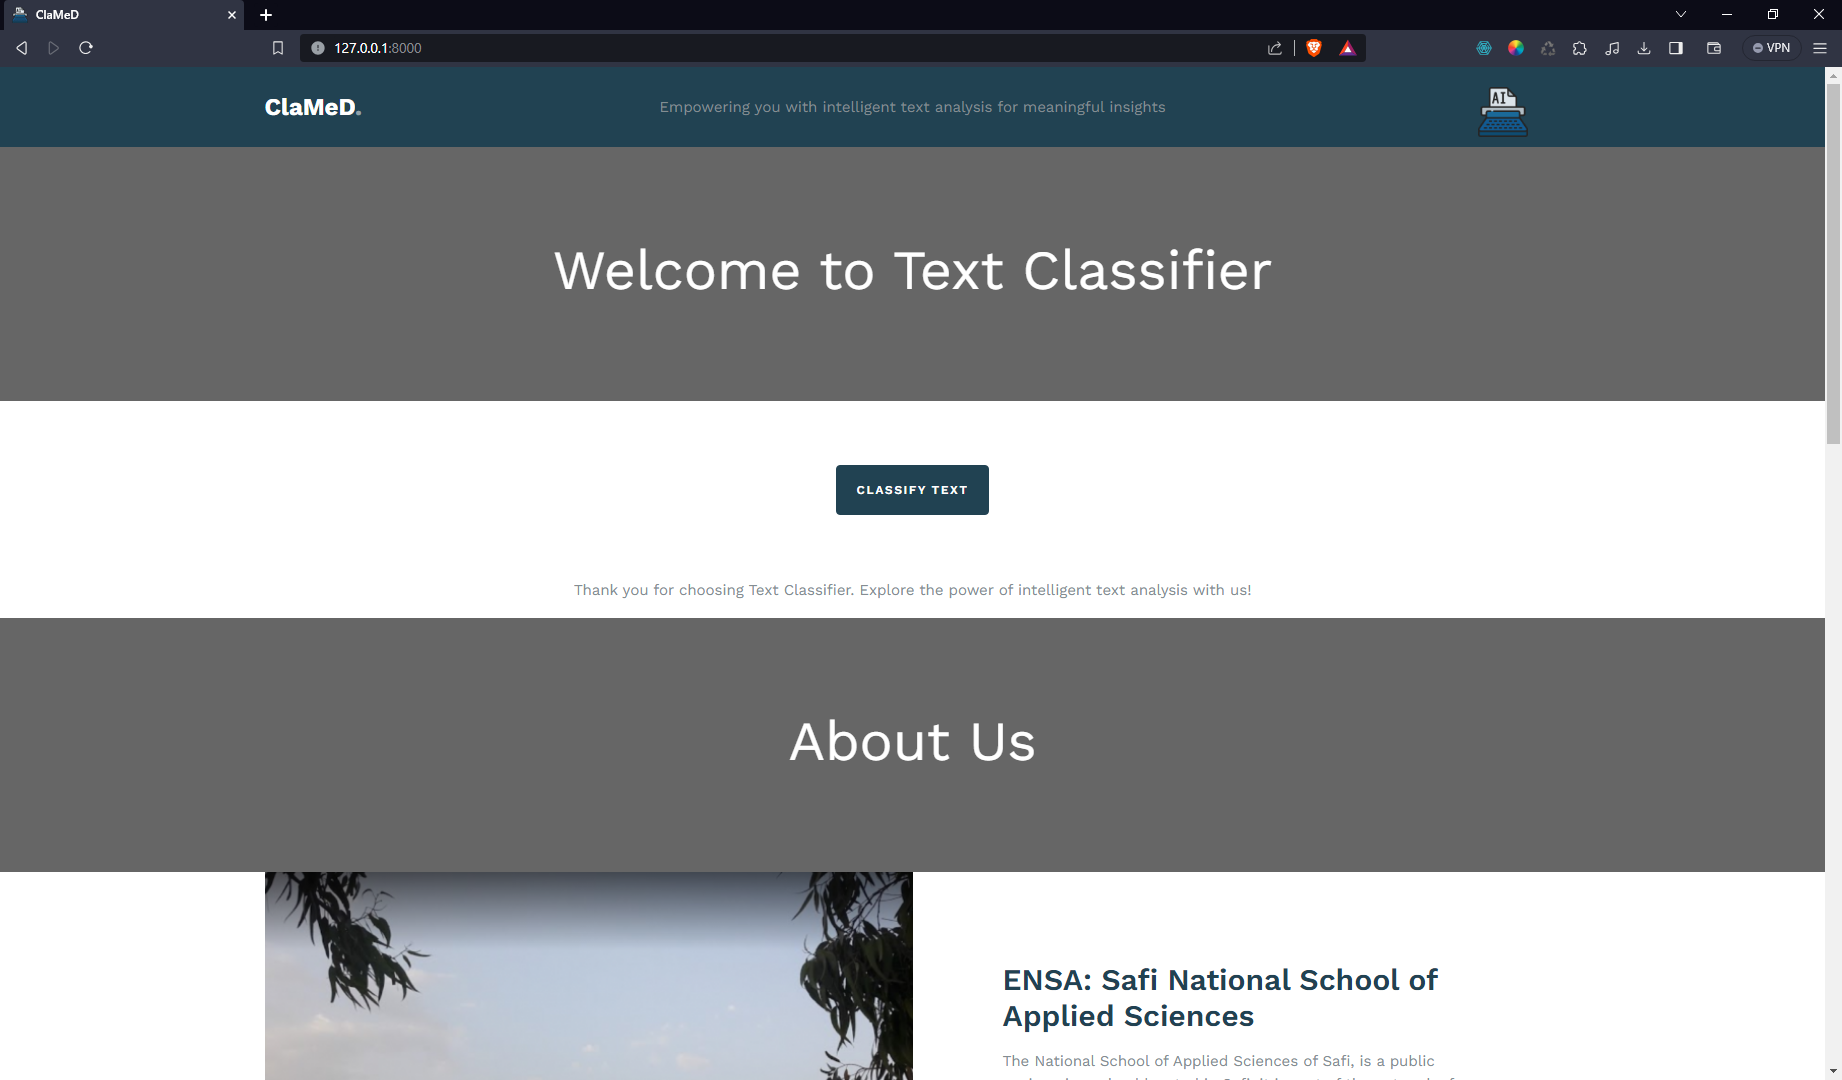 ClaMeD
127.0.0.1:8000
VPN
ClaMeD.
Empowering you with intelligent text analysis for meaningful insights
AI
Welcome to Text Classifier
CLASSIFY TEXT
Thank you for choosing Text Classifier. Explore the power of intelligent text analysis with us!
About Us
ENSA: Safi National School of
Applied Sciences
The National School of Applied Sciences of Safi, is a public